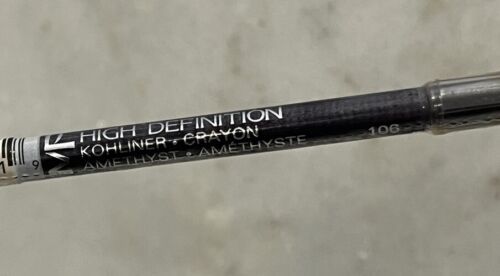 HIGH DEFINITION
KOHLINER • CRAYON
AMETHYST • AMÉTHYSTE
106